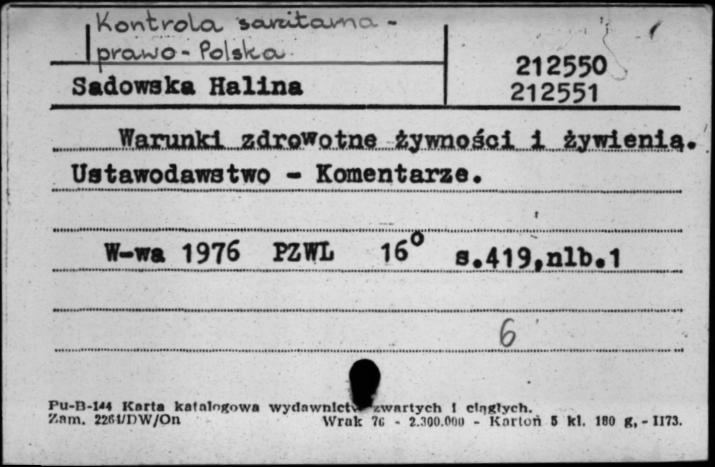 Kontrola sanitarna -
prawo - Polska
212550
Sadowska Halina
212551
Warunki zdrowotne żywności i żywienia.
Ustawodawstwo - Komentarze.
W-wa 1976 PZWL 16° s.419,nlb.1
6
Pu-B-144 Karta katalogowa wydawnictw zwartych i ciągłych.
Zam. 2264/DW/On Wrak 76 - 2.300.000 - Karton 5 kl. 180 g, - II73.